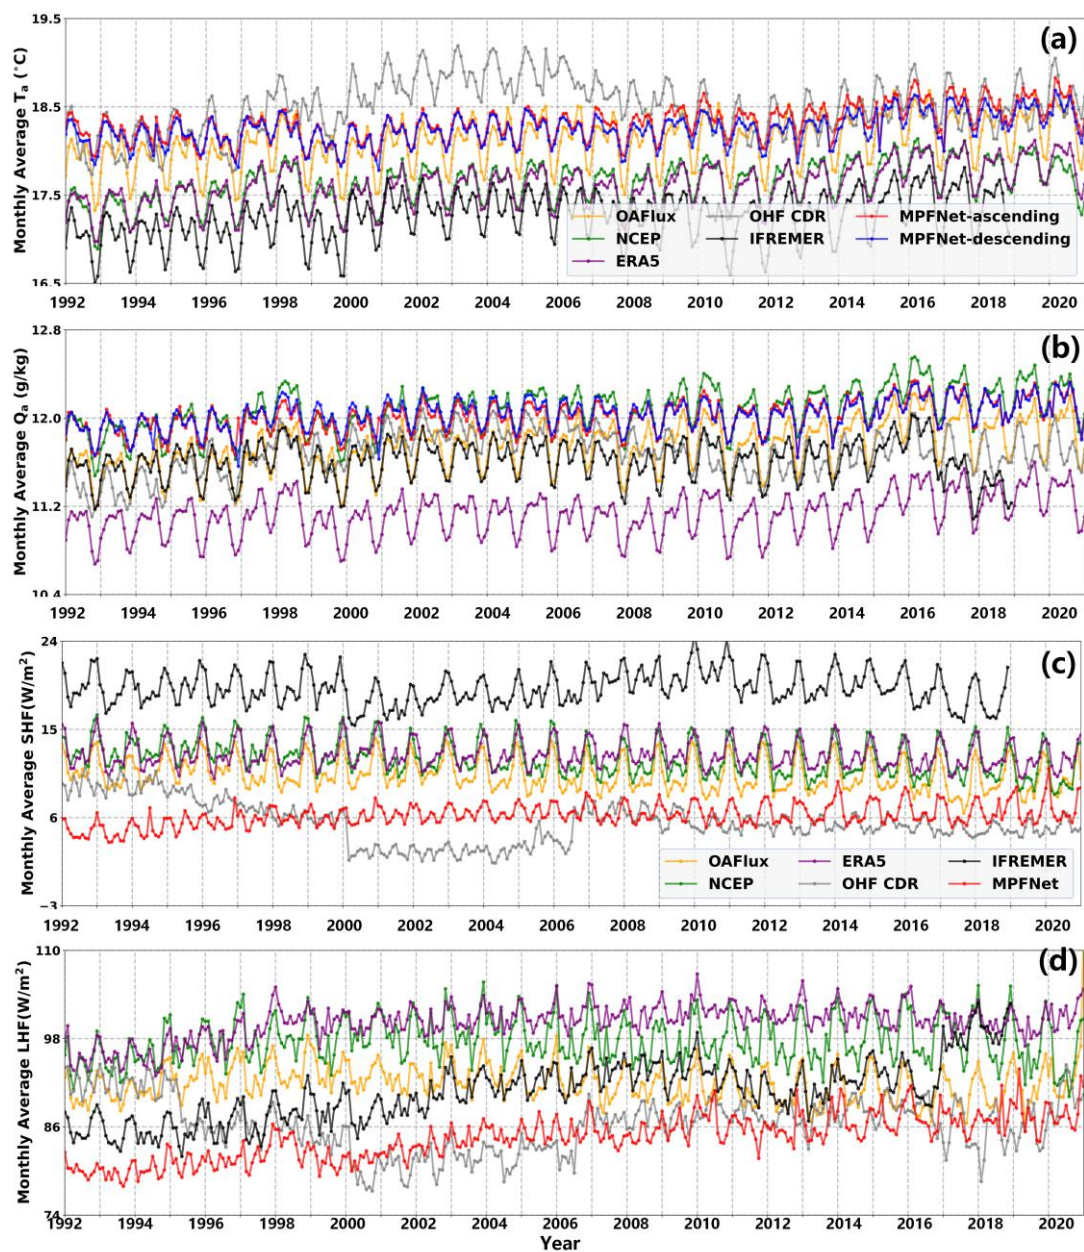 (a)
Monthly Average Ta (°C)
19.5
18.5
17.5
16.5
OAFlux
NCEP
ERA5
OHF CDR
IFREMER
MPFNet-ascending
MPFNet-descending
1992 1994 1996 1998 2000 2002 2004 2006 2008 2010 2012 2014 2016 2018 2020
(b)
Monthly Average Qa (g/kg)
12.8
12.0
11.2
10.4
1992 1994 1996 1998 2000 2002 2004 2006 2008 2010 2012 2014 2016 2018 2020
(c)
Monthly Average SHF(W/m²)
24
15
6
−3
OAFlux
NCEP
ERA5
OHF CDR
IFREMER
MPFNet
1992 1994 1996 1998 2000 2002 2004 2006 2008 2010 2012 2014 2016 2018 2020
(d)
Monthly Average LHF(W/m²)
110
98
86
74
1992 1994 1996 1998 2000 2002 2004 2006 2008 2010 2012 2014 2016 2018 2020
Year